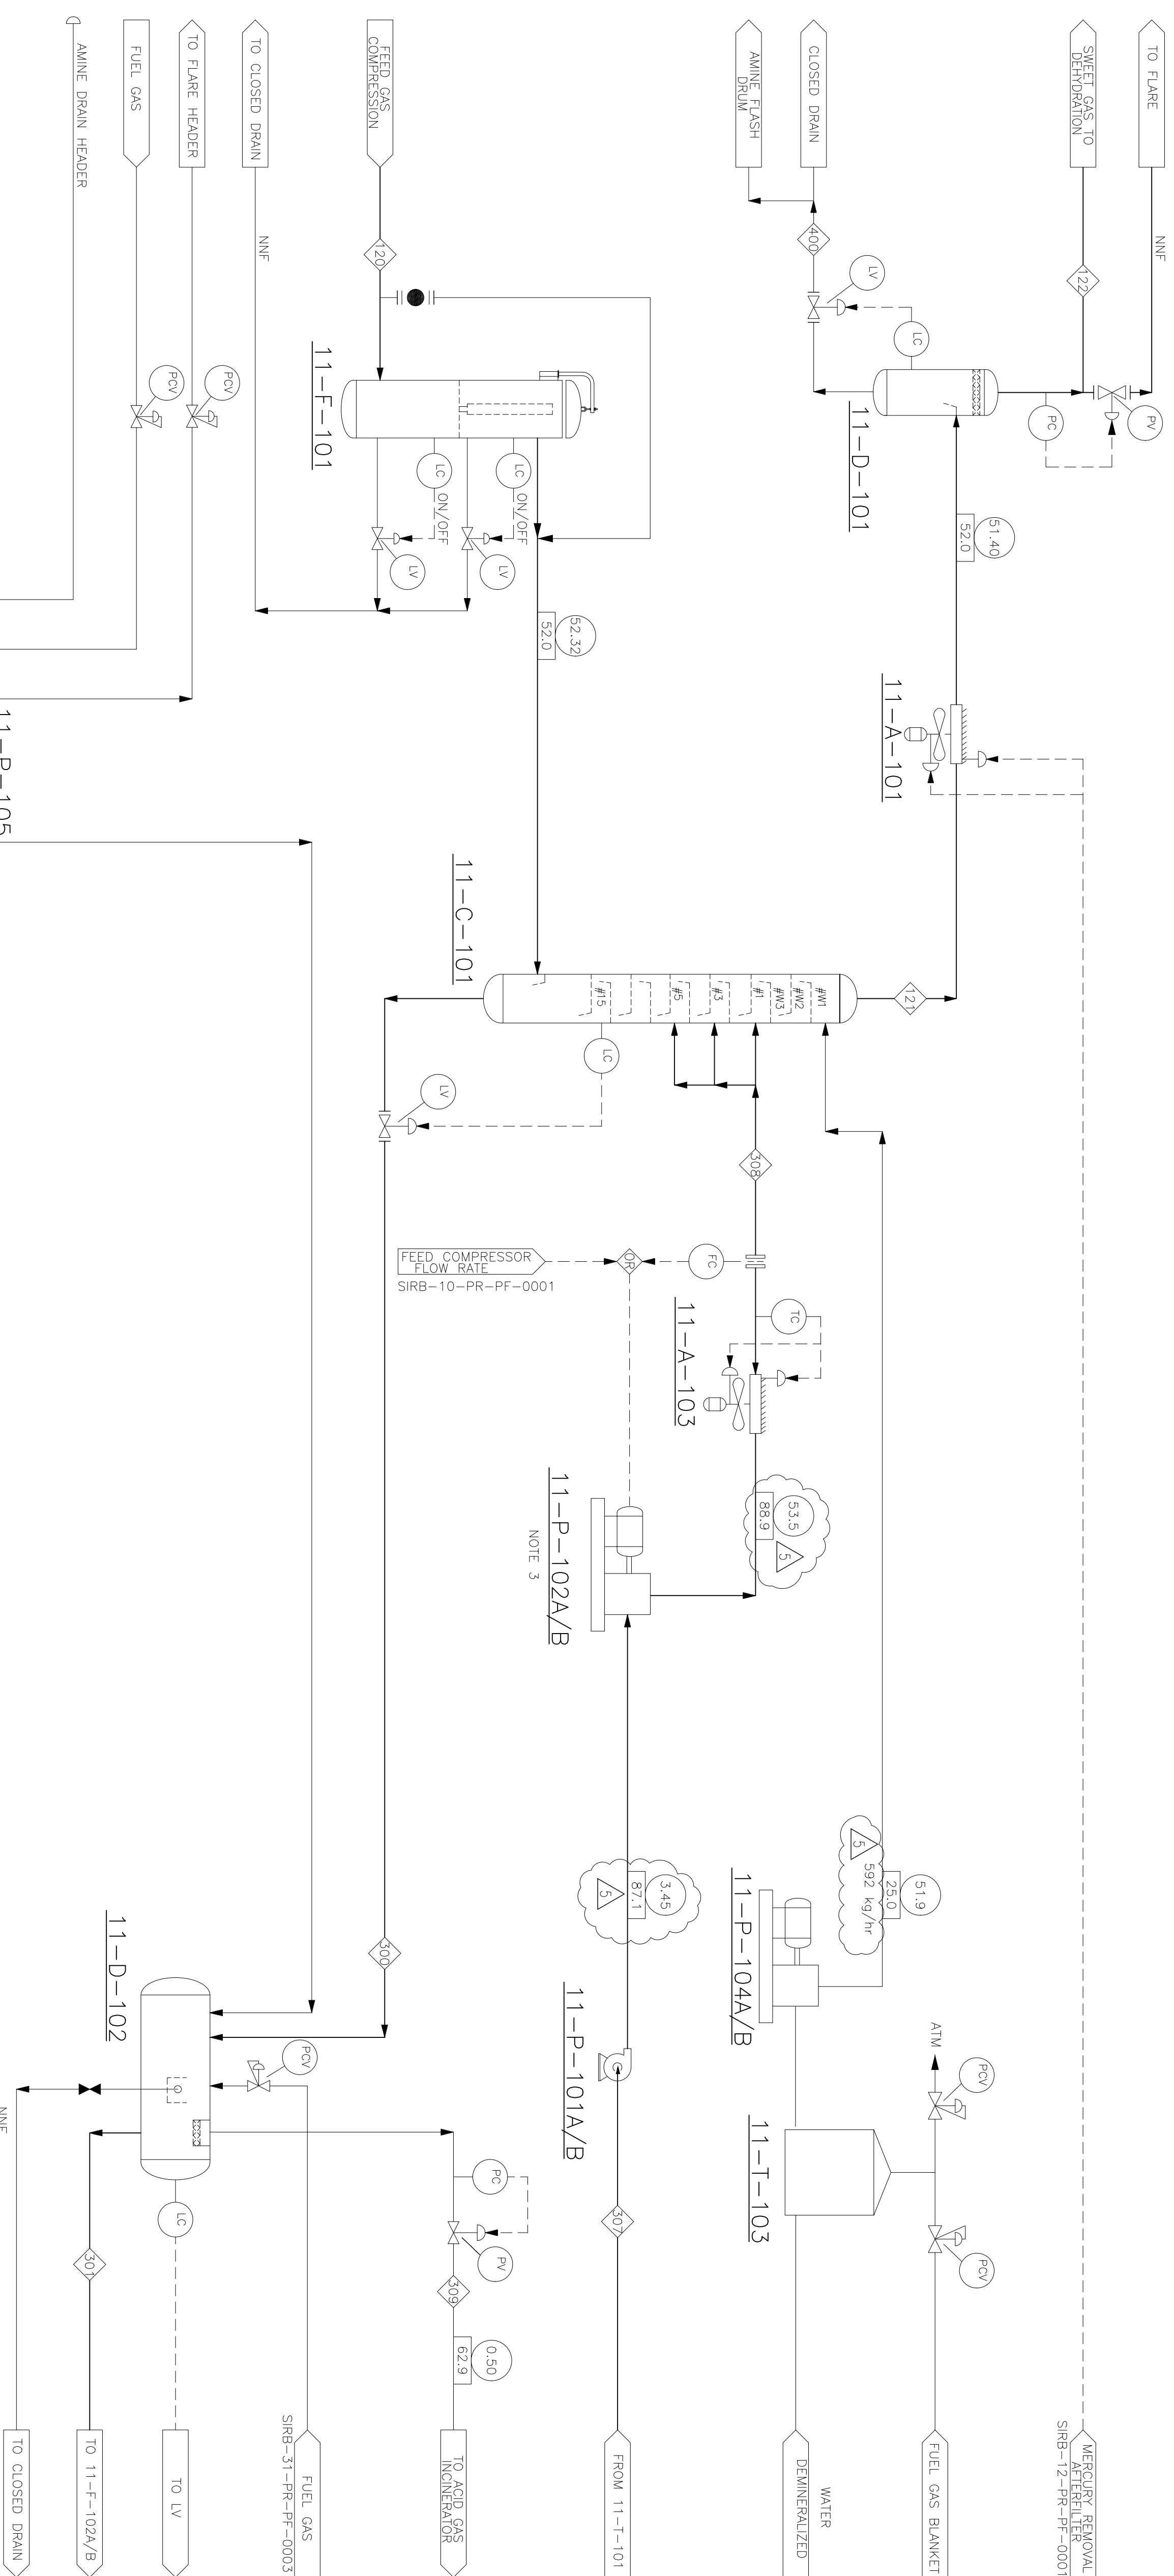 TO FLARE
NNF
SWEET GAS TO
DEHYDRATION
122
PV
PC
CLOSED DRAIN
AMINE FLASH
DRUM
400
LV
LC
11-D-101
51.40
52.0
11-A-101
MERCURY REMOVAL
AFTERFILTER
SIRB-12-PR-PF-0001
FEED GAS
COMPRESSION
120
TO CLOSED DRAIN
NNF
11-F-101
LC
ON/OFF
LV
LC
ON/OFF
LV
52.32
52.0
TO FLARE HEADER
PCV
FUEL GAS
PCV
AMINE DRAIN HEADER
11-P-105
11-C-101
121
#W1
#W2
#W3
#1
#3
#5
#15
LC
LV
308
FEED COMPRESSOR
FLOW RATE
SIRB-10-PR-PF-0001
OR
FC
TC
11-A-103
53.5
88.9
5
11-P-102A/B
NOTE 3
3.45
87.1
5
51.9
25.0
592 kg/hr
5
11-P-104A/B
11-P-101A/B
11-T-103
ATM
PCV
PCV
FUEL GAS BLANKET
WATER
DEMINERALIZED
307
FROM 11-T-101
300
11-D-102
PCV
PC
PV
309
0.50
62.9
TO ACID GAS
INCINERATOR
FUEL GAS
SIRB-31-PR-PF-0003
LC
TO LV
301
TO 11-F-102A/B
NNF
TO CLOSED DRAIN